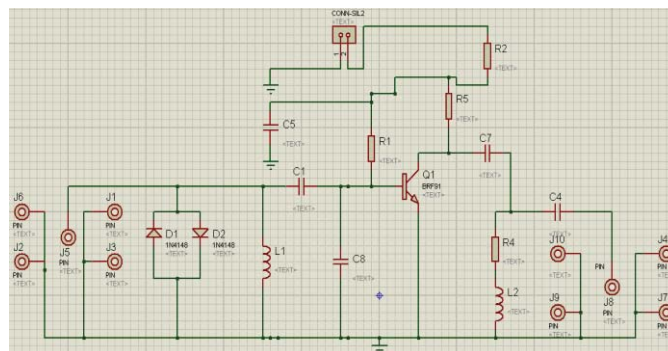 CONN-SIL2
<TEXT>
1
2
R2
<TEXT>
R5
<TEXT>
C5
<TEXT>
R1
<TEXT>
C7
<TEXT>
Q1
BRF91
<TEXT>
C1
<TEXT>
J6
PIN
<TEXT>
J1
PIN
<TEXT>
J5
PIN
<TEXT>
J2
PIN
<TEXT>
J3
PIN
<TEXT>
D1
1N4148
<TEXT>
D2
1N4148
<TEXT>
L1
<TEXT>
C8
<TEXT>
C4
<TEXT>
R4
<TEXT>
L2
<TEXT>
J10
PIN
<TEXT>
J9
PIN
<TEXT>
PIN
J8
<TEXT>
J4
PIN
<TEXT>
J7
PIN
<TEXT>